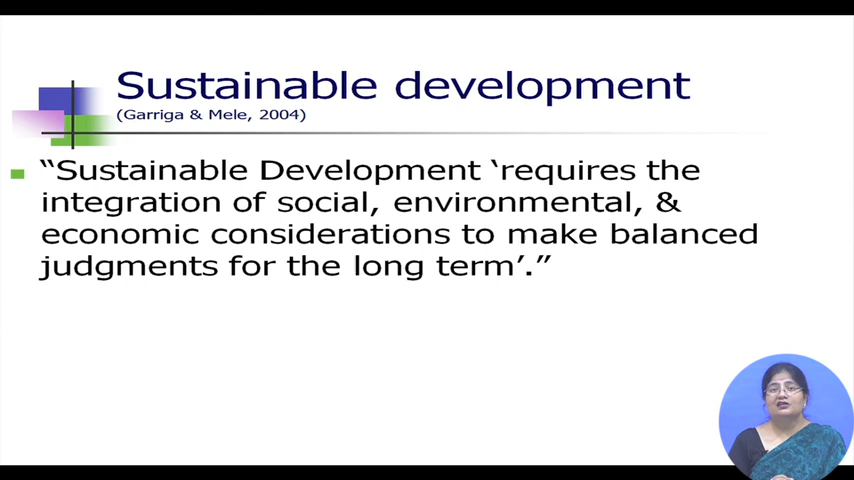 Sustainable development
(Garriga & Mele, 2004)
“Sustainable Development ‘requires the
integration of social, environmental, &
economic considerations to make balanced
judgments for the long term’.”